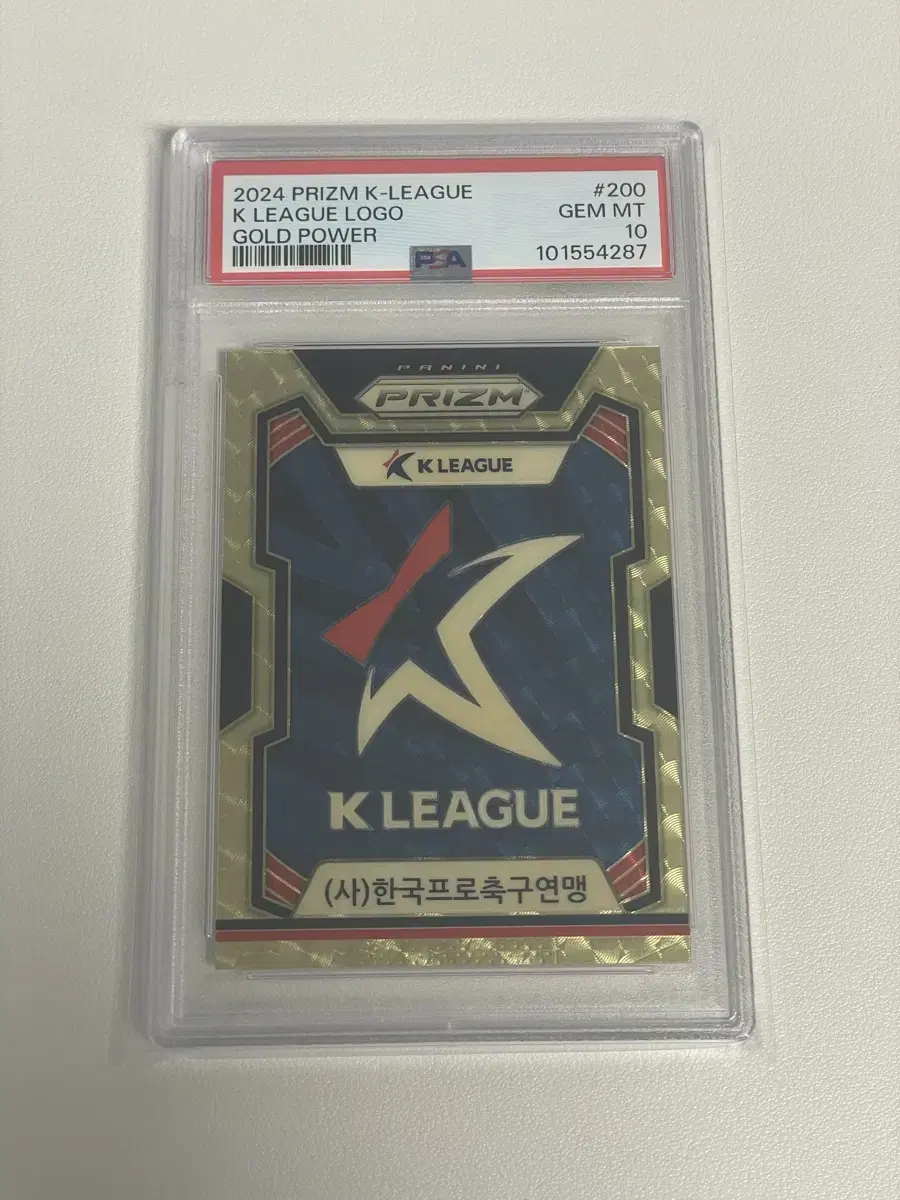 2024 PRIZM K-LEAGUE #200
K LEAGUE LOGO GEM MT
GOLD POWER 10
PSA 101554287
PANINI
PRIZM
K LEAGUE
K LEAGUE
(사)한국프로축구연맹